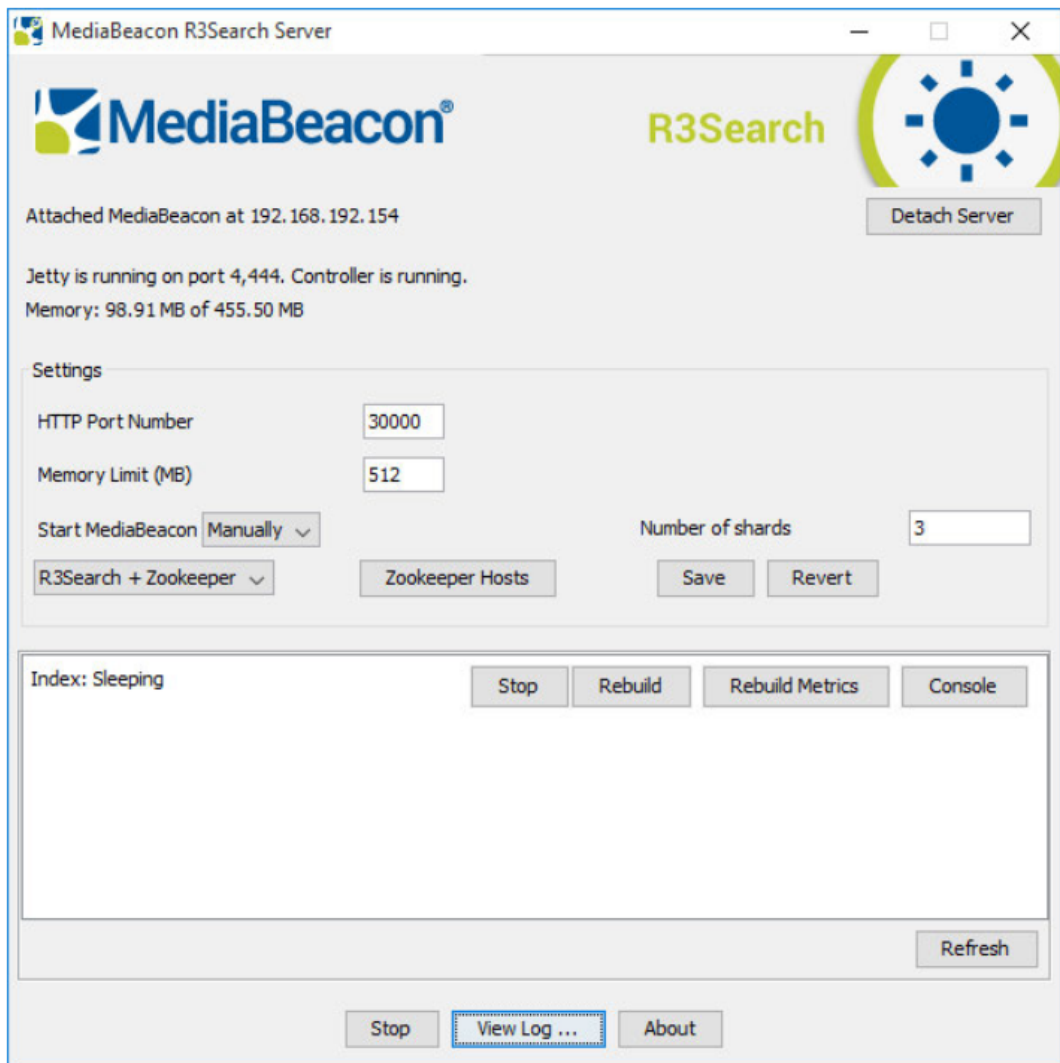 MediaBeacon R3Search Server
MediaBeacon® R3Search
Attached MediaBeacon at 192.168.192.154 Detach Server
Jetty is running on port 4,444. Controller is running.
Memory: 98.91 MB of 455.50 MB
Settings
HTTP Port Number 30000
Memory Limit (MB) 512
Start MediaBeacon Manually Number of shards 3
R3Search + Zookeeper Zookeeper Hosts Save Revert
Index: Sleeping Stop Rebuild Rebuild Metrics Console
Refresh
Stop View Log ... About